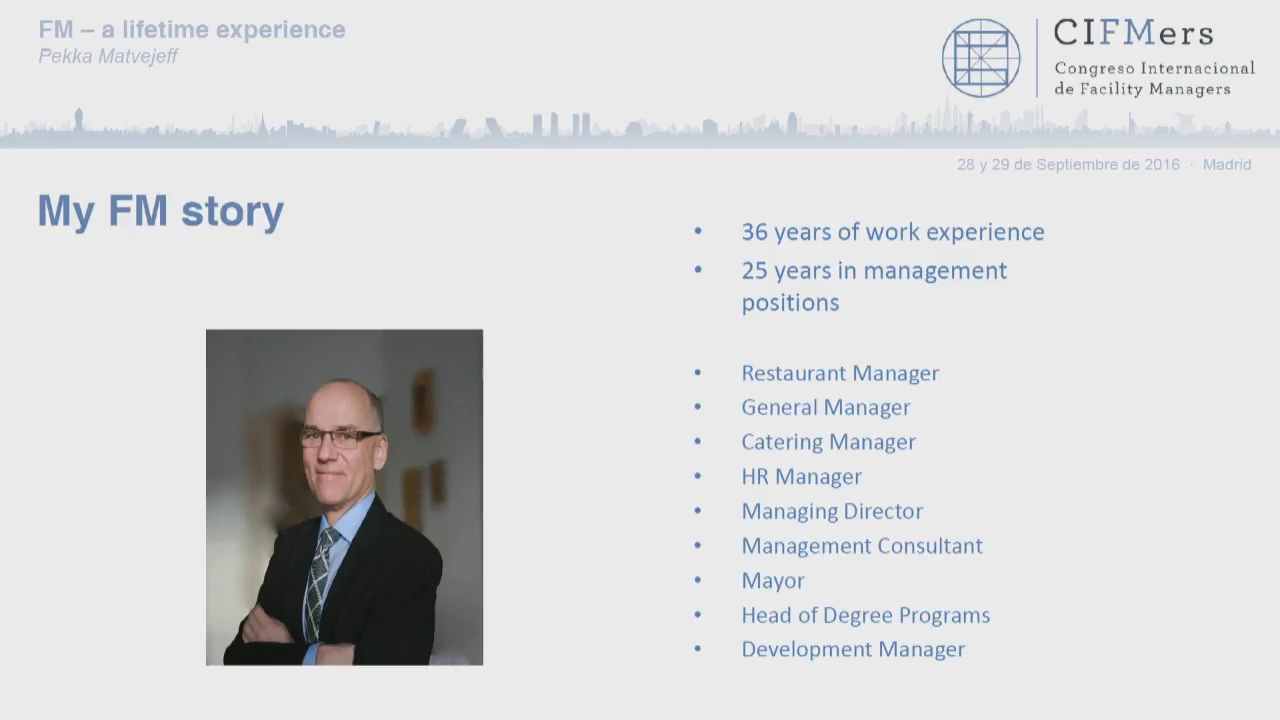 FM – a lifetime experience
Pekka Matvejeff
CIFMers
Congreso Internacional
de Facility Managers
28 y 29 de Septiembre de 2016 · Madrid
My FM story
• 36 years of work experience
• 25 years in management
positions
• Restaurant Manager
• General Manager
• Catering Manager
• HR Manager
• Managing Director
• Management Consultant
• Mayor
• Head of Degree Programs
• Development Manager